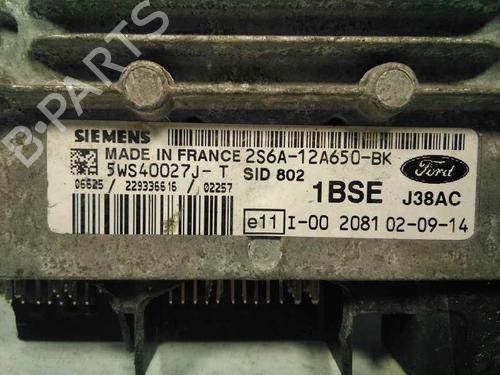 B-PARTS
SIEMENS
MADE IN FRANCE 2S6A-12A650-BK
5WS40027J-T SID 802
06625 / 229336616 / 02257
1BSE J38AC
Ford
e11 I-00 2081 02-09-14